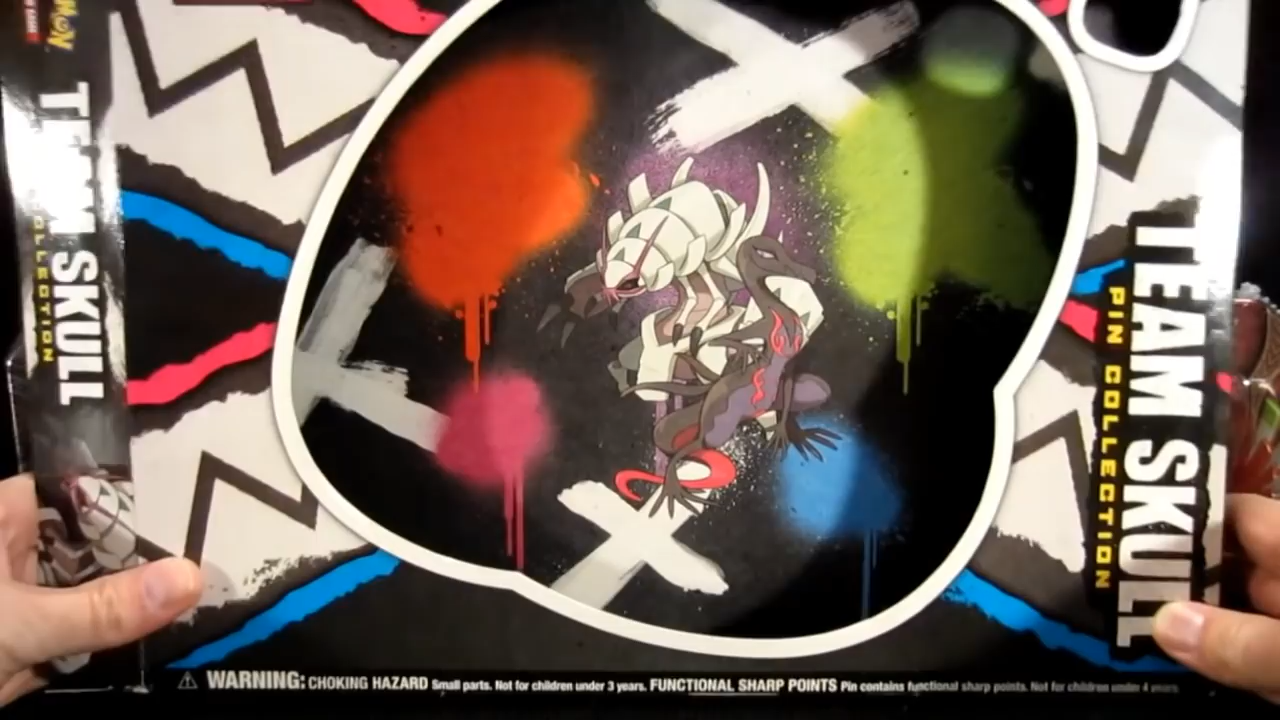 TEAM SKULL
COLLECTION
TEAM SKULL
PIN COLLECTION
WARNING: CHOKING HAZARD Small parts. Not for children under 3 years. FUNCTIONAL SHARP POINTS Pin contains functional sharp points. Not for children under 4 years.